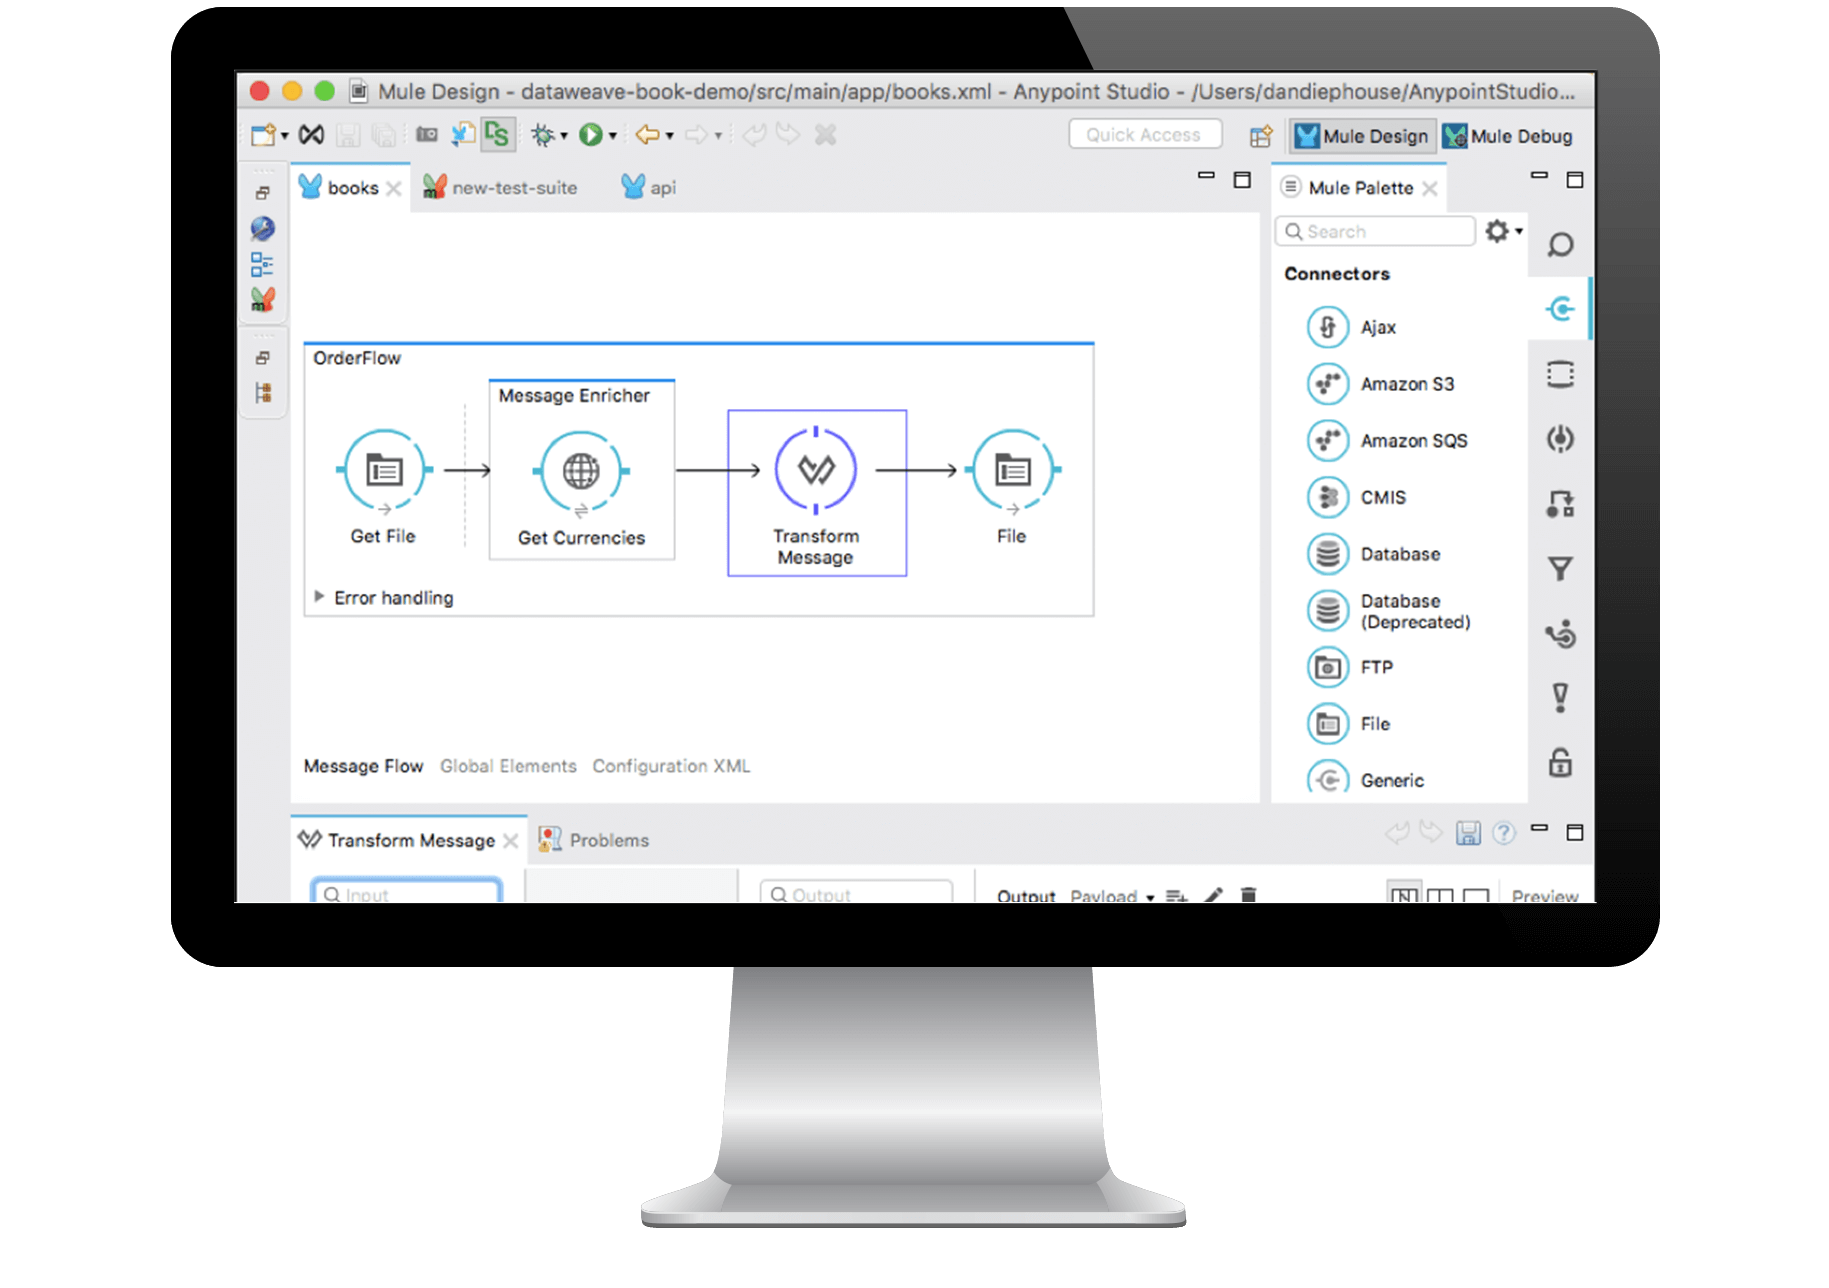 Mule Design - dataweave-book-demo/src/main/app/books.xml - Anypoint Studio - /Users/dandiephouse/AnypointStudio...
Quick Access
Mule Design
Mule Debug
books
new-test-suite
api
Mule Palette
Search
Connectors
Ajax
Amazon S3
Amazon SQS
CMIS
Database
Database
(Deprecated)
FTP
File
Generic
OrderFlow
Message Enricher
Get File
Get Currencies
Transform
Message
File
Error handling
Message Flow Global Elements Configuration XML
Transform Message
Problems
Input
Output
Output Payload
Preview